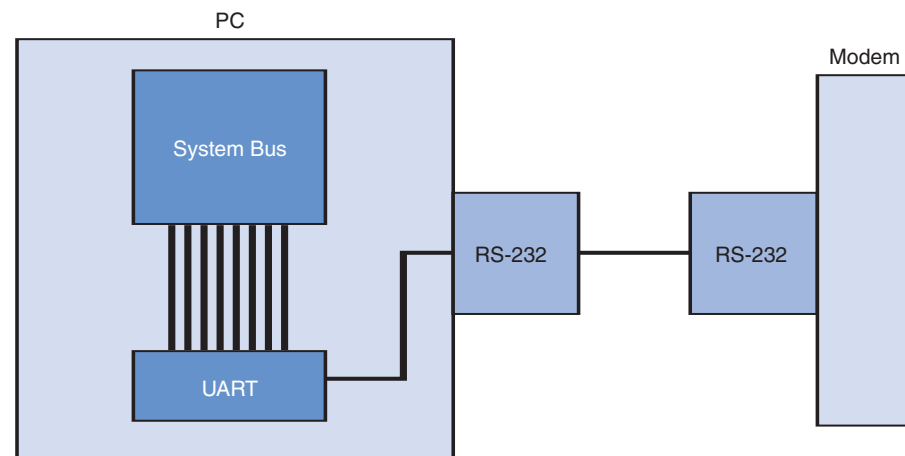 PC
Modem
System Bus
RS-232
RS-232
UART